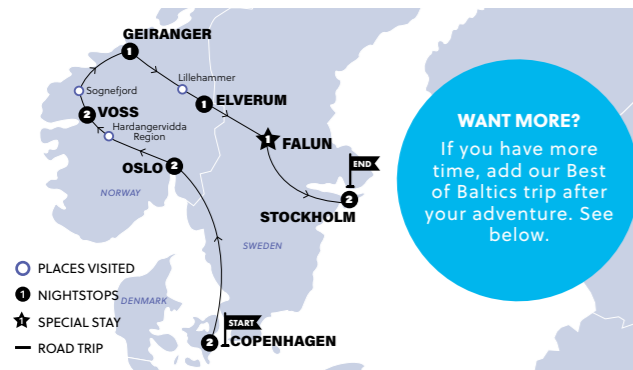 GEIRANGER
1
Lillehammer
Sognefjord
1
ELVERUM
2
VOSS
Hardangervidda
Region
1
FALUN
OSLO
2
END
NORWAY
2
STOCKHOLM
SWEDEN
PLACES VISITED
1 NIGHTSTOPS
DENMARK
1 SPECIAL STAY
START
2
COPENHAGEN
ROAD TRIP
WANT MORE?
If you have more
time, add our Best
of Baltics trip after
your adventure. See
below.